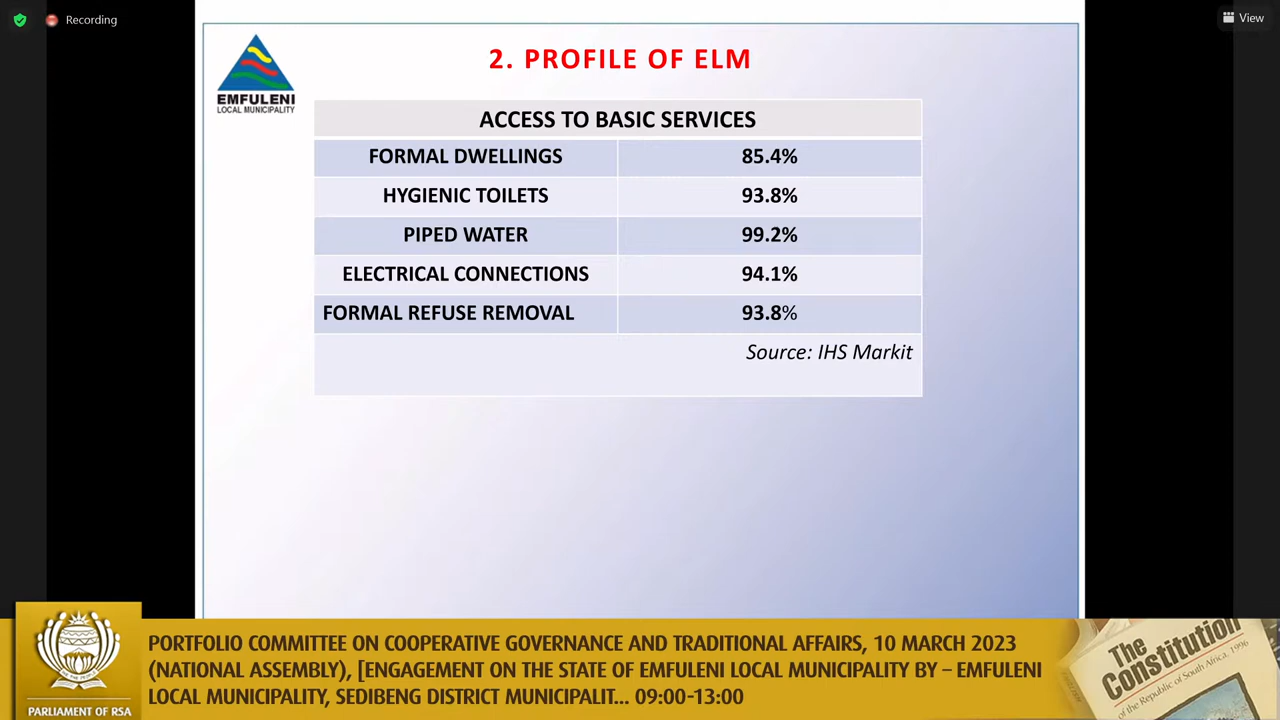 Recording
View
2. PROFILE OF ELM
EMFULENI
LOCAL MUNICIPALITY
ACCESS TO BASIC SERVICES
FORMAL DWELLINGS 85.4%
HYGIENIC TOILETS 93.8%
PIPED WATER 99.2%
ELECTRICAL CONNECTIONS 94.1%
FORMAL REFUSE REMOVAL 93.8%
Source: IHS Markit
PORTFOLIO COMMITTEE ON COOPERATIVE GOVERNANCE AND TRADITIONAL AFFAIRS, 10 MARCH 2023
(NATIONAL ASSEMBLY), [ENGAGEMENT ON THE STATE OF EMFULENI LOCAL MUNICIPALITY BY – EMFULENI
LOCAL MUNICIPALITY, SEDIBENG DISTRICT MUNICIPALIT... 09:00-13:00
PARLIAMENT OF RSA
The
Constitution
of the Republic of South Africa, 1996